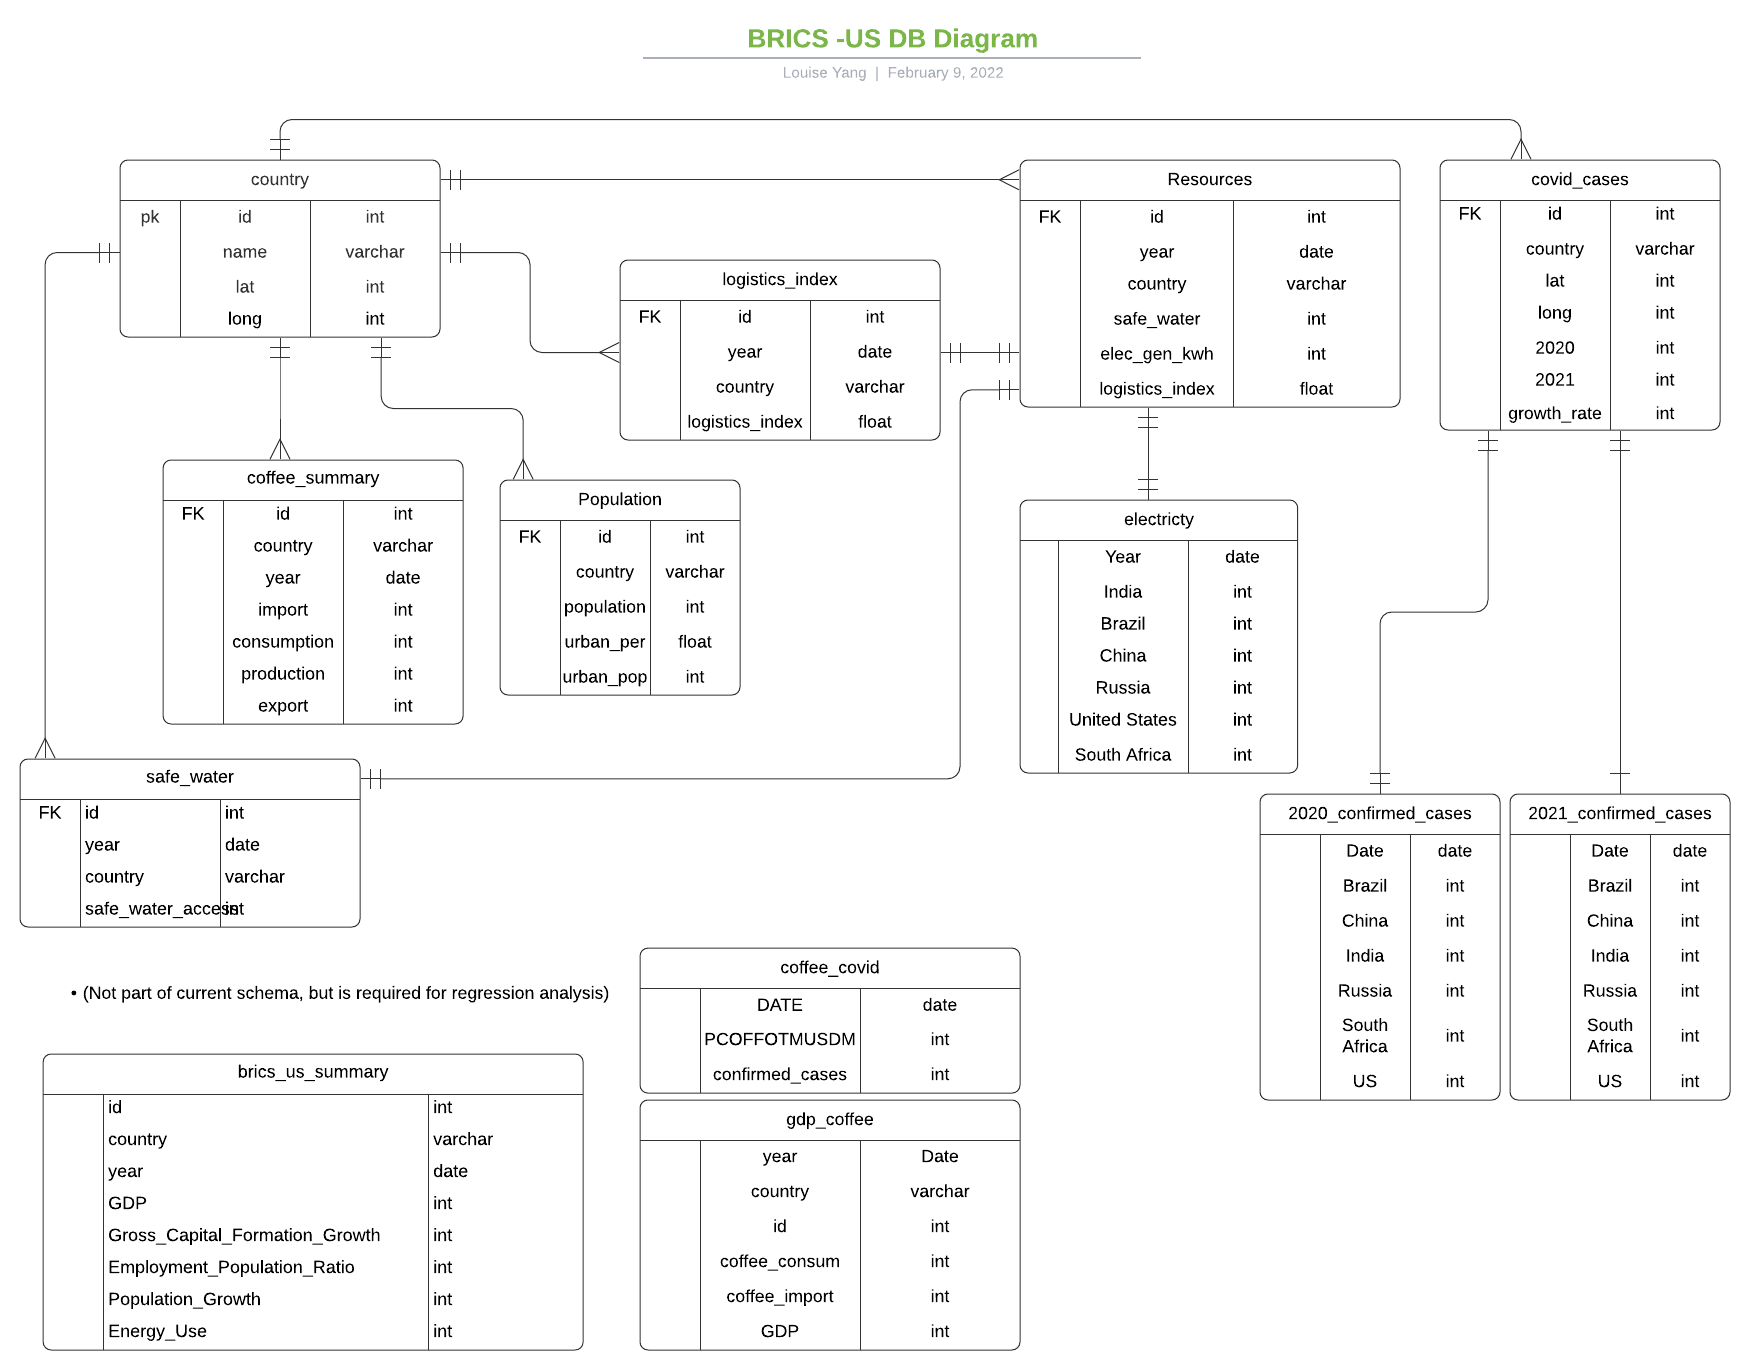 BRICS -US DB Diagram
Louise Yang | February 9, 2022
country
pk id int
name varchar
lat int
long int
Resources
FK id int
year date
country varchar
safe_water int
elec_gen_kwh int
logistics_index float
covid_cases
FK id int
country varchar
lat int
long int
2020 int
2021 int
growth_rate int
logistics_index
FK id int
year date
country varchar
logistics_index float
coffee_summary
FK id int
country varchar
year date
import int
consumption int
production int
export int
Population
FK id int
country varchar
population int
urban_per float
urban_pop int
electricty
Year date
India int
Brazil int
China int
Russia int
United States int
South Africa int
safe_water
FK id int
year date
country varchar
safe_water_access int
2020_confirmed_cases
Date date
Brazil int
China int
India int
Russia int
South
Africa int
US int
2021_confirmed_cases
Date date
Brazil int
China int
India int
Russia int
South
Africa int
US int
• (Not part of current schema, but is required for regression analysis)
coffee_covid
DATE date
PCOFFOTMUSDM int
confirmed_cases int
brics_us_summary
id int
country varchar
year date
GDP int
Gross_Capital_Formation_Growth int
Employment_Population_Ratio int
Population_Growth int
Energy_Use int
gdp_coffee
year Date
country varchar
id int
coffee_consum int
coffee_import int
GDP int